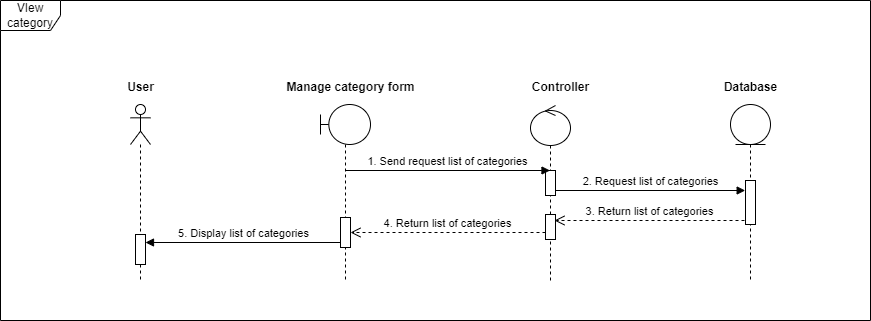 VIew
category
User
Manage category form
Controller
Database
1. Send request list of categories
2. Request list of categories
3. Return list of categories
4. Return list of categories
5. Display list of categories